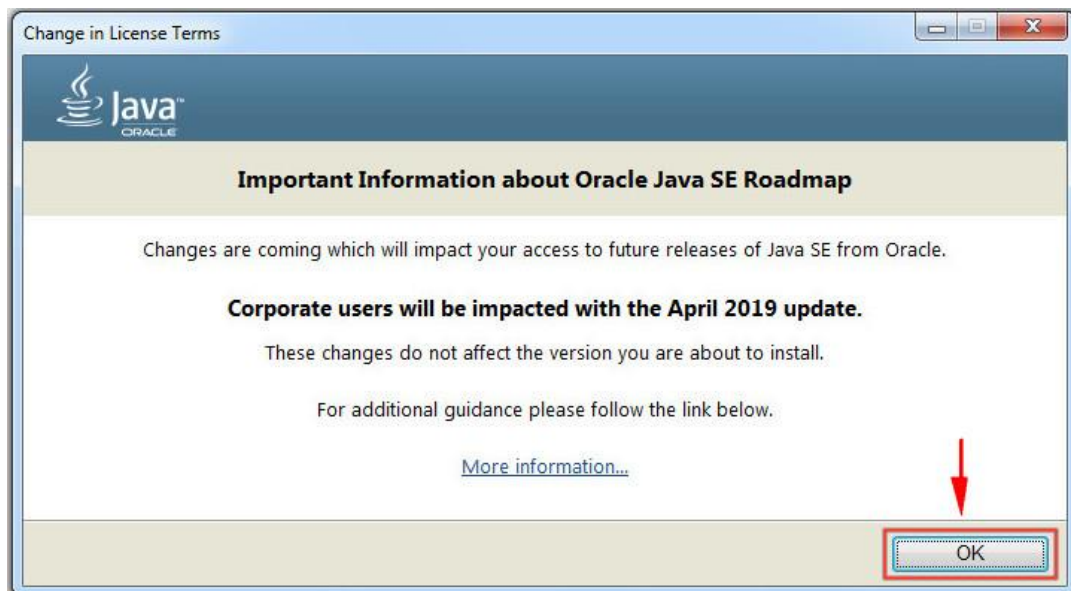 Change in License Terms
Java™
ORACLE
Important Information about Oracle Java SE Roadmap
Changes are coming which will impact your access to future releases of Java SE from Oracle.
Corporate users will be impacted with the April 2019 update.
These changes do not affect the version you are about to install.
For additional guidance please follow the link below.
More information...
OK